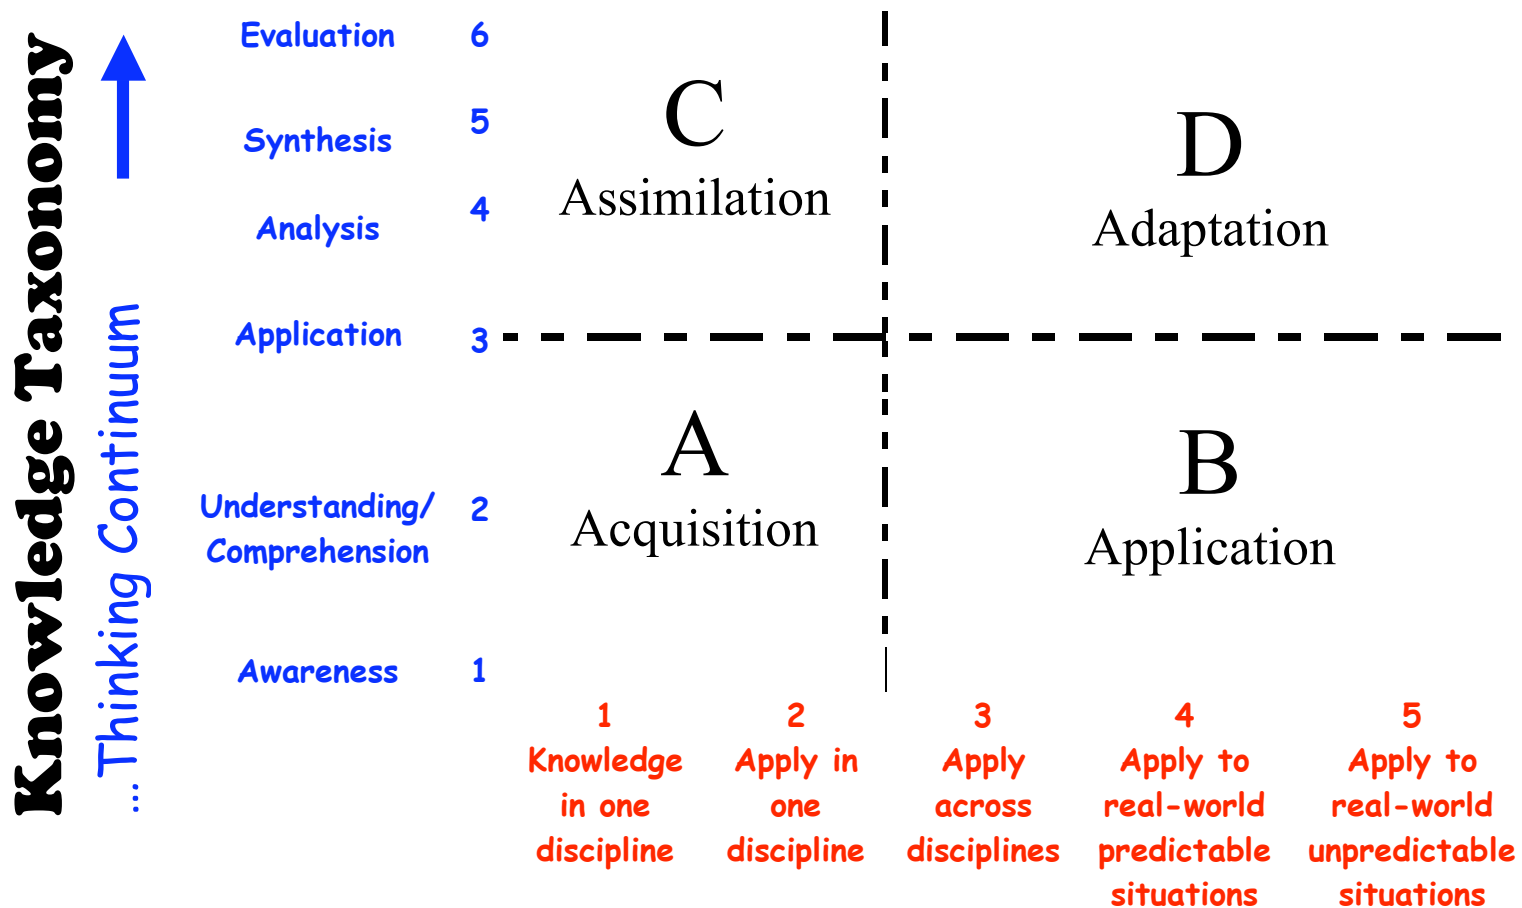 Knowledge Taxonomy
...Thinking Continuum
Evaluation 6
Synthesis 5
Analysis 4
Application 3
Understanding/ 2
Comprehension
Awareness 1
C
Assimilation
D
Adaptation
A
Acquisition
B
Application
1
Knowledge
in one
discipline
2
Apply in
one
discipline
3
Apply
across
disciplines
4
Apply to
real-world
predictable
situations
5
Apply to
real-world
unpredictable
situations